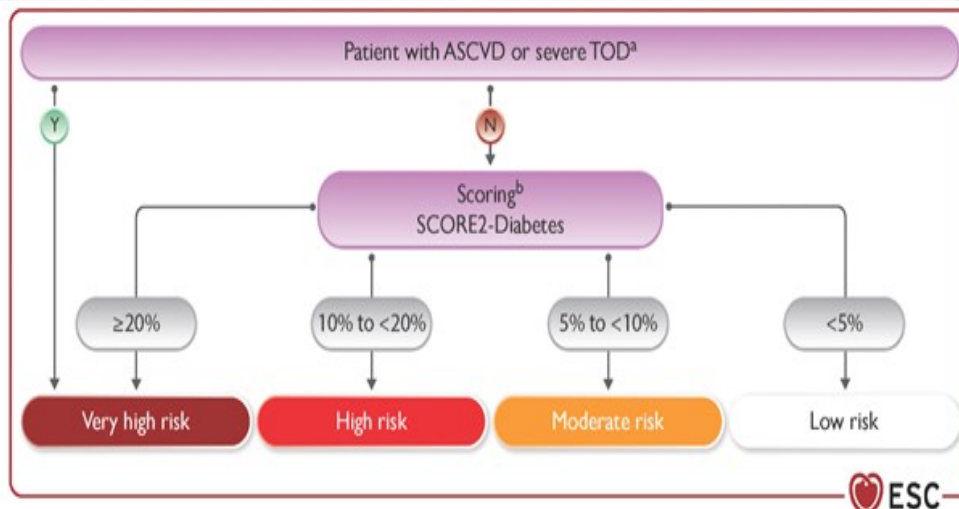 Patient with ASCVD or severe TODᵃ
Y
N
Scoringᵇ
SCORE2-Diabetes
≥20%
10% to <20%
5% to <10%
<5%
Very high risk
High risk
Moderate risk
Low risk
ESC